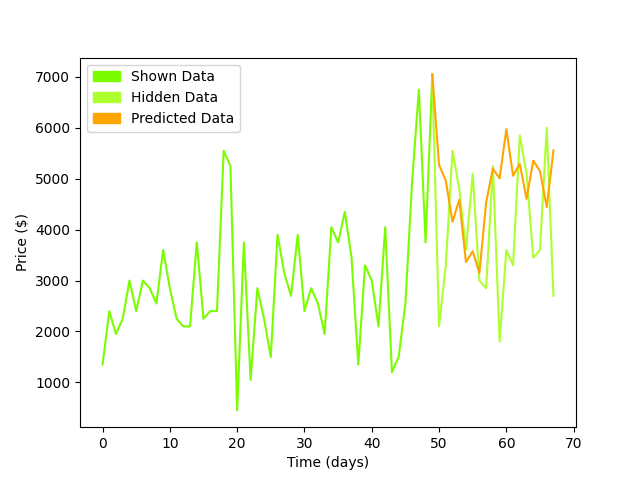 Shown Data
Hidden Data
Predicted Data
7000
6000
5000
4000
3000
2000
1000
Price ($)
0 10 20 30 40 50 60 70
Time (days)